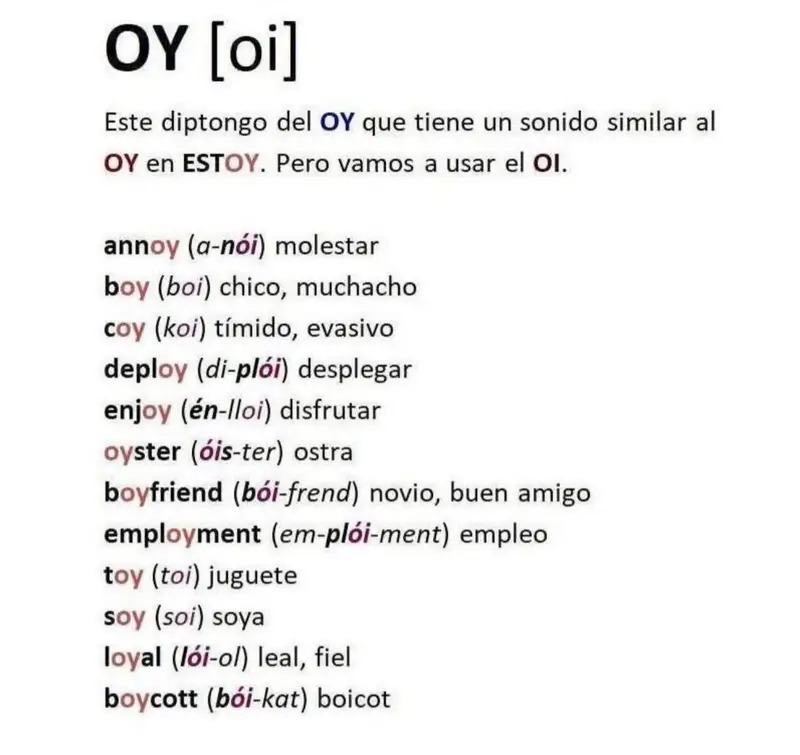 OY [oi]
Este diptongo del OY que tiene un sonido similar al
OY en ESTOY. Pero vamos a usar el OI.
annoy (a-nói) molestar
boy (boi) chico, muchacho
coy (koi) tímido, evasivo
deploy (di-plói) desplegar
enjoy (én-lloi) disfrutar
oyster (óis-ter) ostra
boyfriend (bói-frend) novio, buen amigo
employment (em-plói-ment) empleo
toy (toi) juguete
soy (soi) soya
loyal (lói-ol) leal, fiel
boycott (bói-kat) boicot